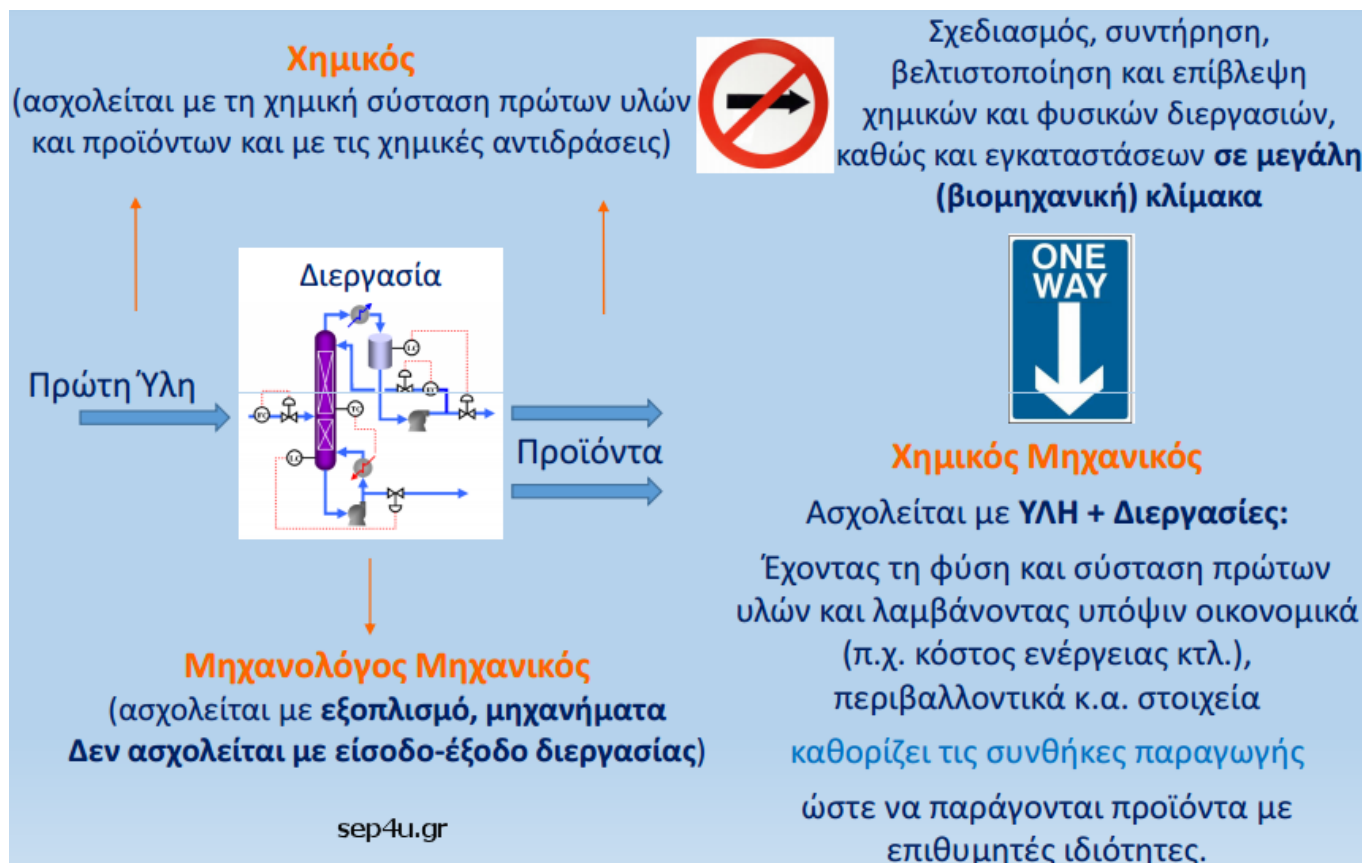 Χημικός
(ασχολείται με τη χημική σύσταση πρώτων υλών
και προϊόντων και με τις χημικές αντιδράσεις)
Σχεδιασμός, συντήρηση,
βελτιστοποίηση και επίβλεψη
χημικών και φυσικών διεργασιών,
καθώς και εγκαταστάσεων σε μεγάλη
(βιομηχανική) κλίμακα
Διεργασία
LC
FC
TC
LC
Πρώτη Ύλη
Προϊόντα
ONE
WAY
Χημικός Μηχανικός
Ασχολείται με ΥΛΗ + Διεργασίες:
Έχοντας τη φύση και σύσταση πρώτων
υλών και λαμβάνοντας υπόψιν οικονομικά
(π.χ. κόστος ενέργειας κτλ.),
περιβαλλοντικά κ.α. στοιχεία
καθορίζει τις συνθήκες παραγωγής
ώστε να παράγονται προϊόντα με
επιθυμητές ιδιότητες.
Μηχανολόγος Μηχανικός
(ασχολείται με εξοπλισμό, μηχανήματα
Δεν ασχολείται με είσοδο-έξοδο διεργασίας)
sep4u.gr